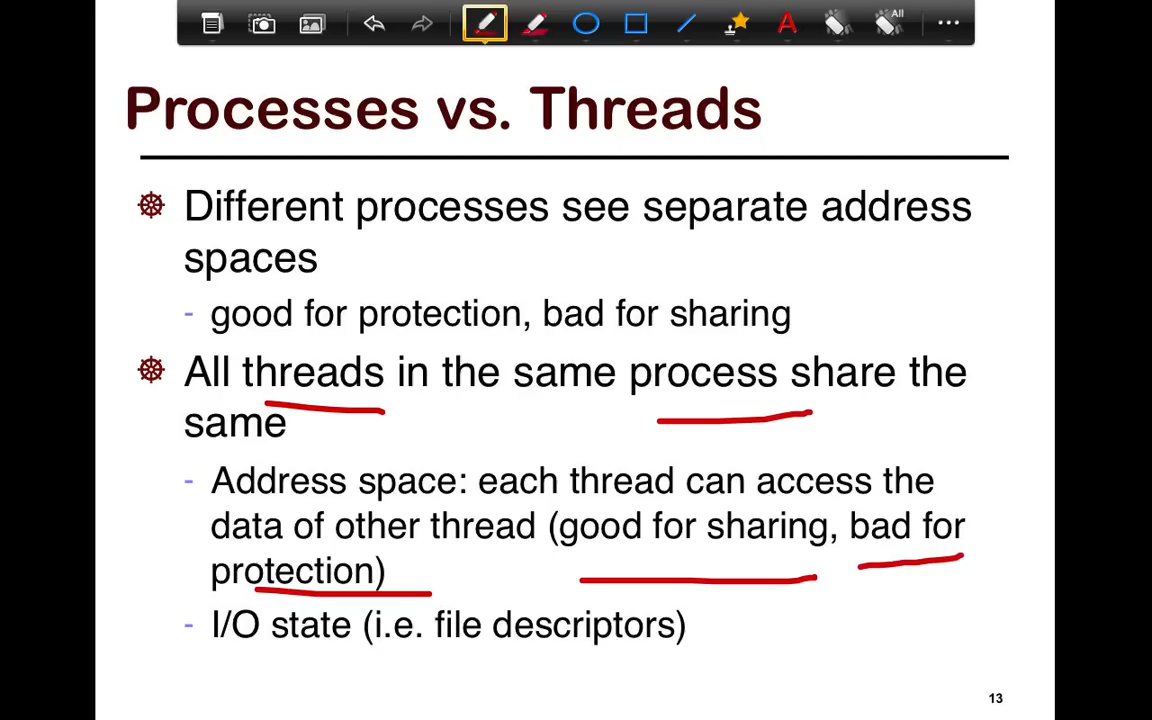 All
A
Processes vs. Threads
Different processes see separate address
spaces
- good for protection, bad for sharing
All threads in the same process share the
same
- Address space: each thread can access the
data of other thread (good for sharing, bad for
protection)
- I/O state (i.e. file descriptors)
13